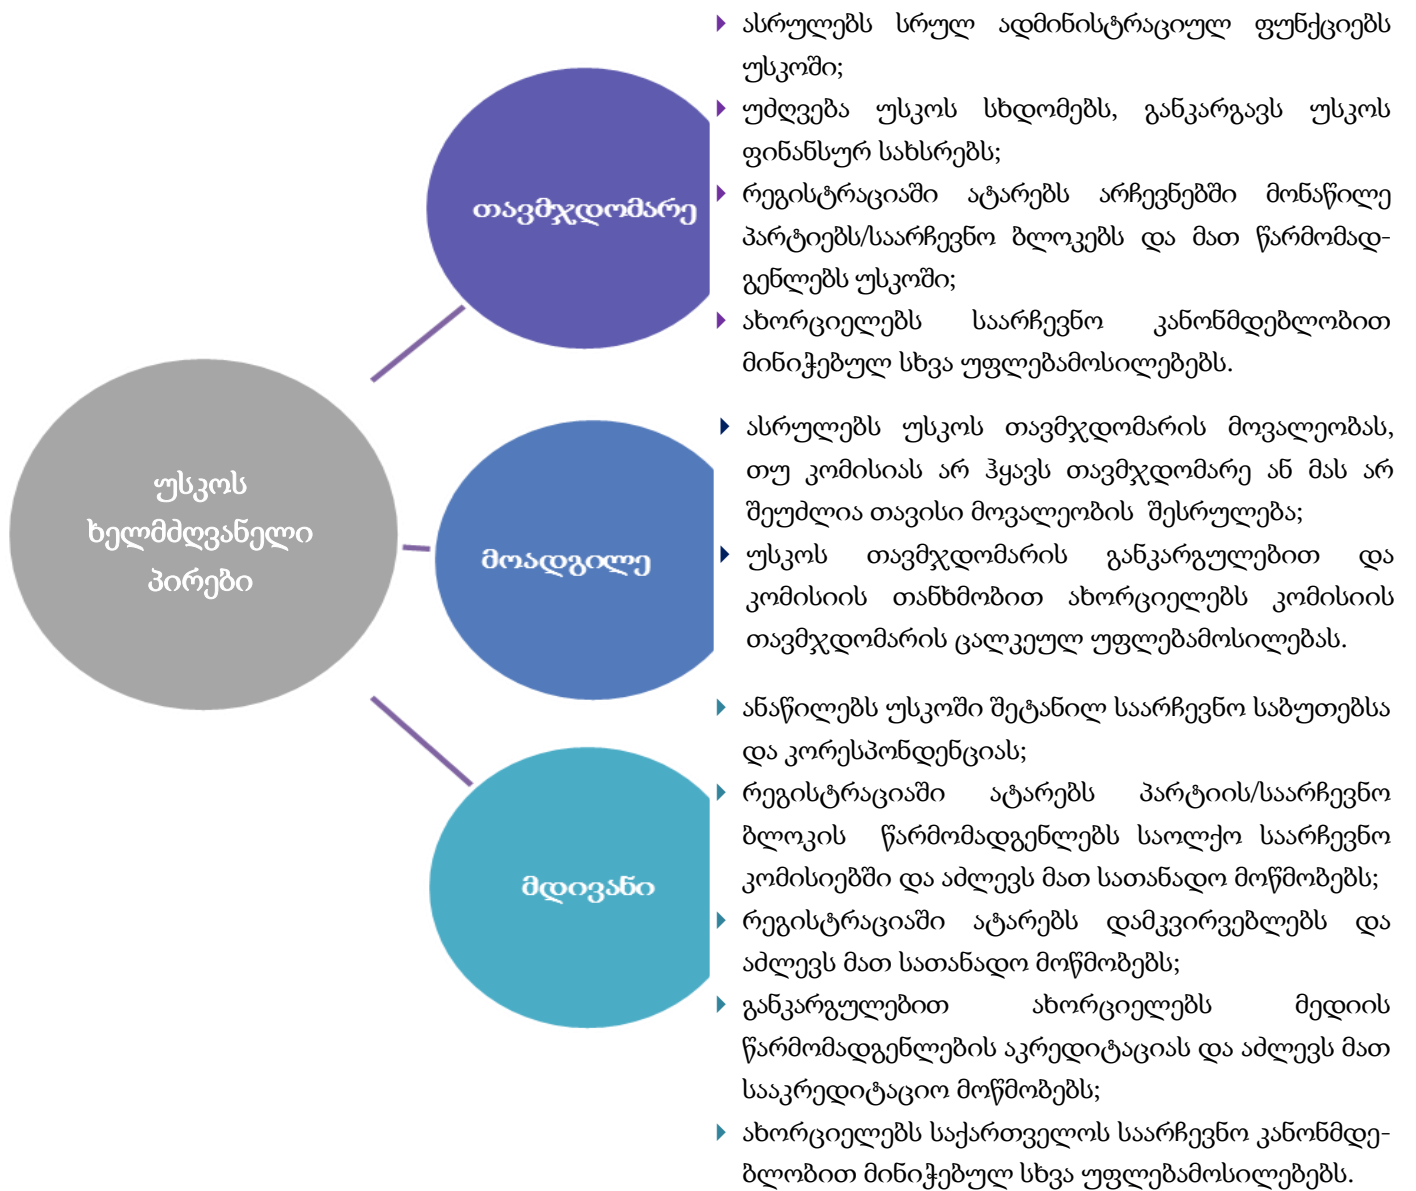 უსკოს
ხელმძღვანელი
პირები
თავმჯდომარე
ასრულებს სრულ ადმინისტრაციულ ფუნქციებს
უსკოში;
უძღვება უსკოს სხდომებს, განკარგავს უსკოს
ფინანსურ სახსრებს;
რეგისტრაციაში ატარებს არჩევნებში მონაწილე
პარტიებს/საარჩევნო ბლოკებს და მათ წარმომად-
გენლებს უსკოში;
ახორციელებს საარჩევნო კანონმდებლობით
მინიჭებულ სხვა უფლებამოსილებებს.
მოადგილე
ასრულებს უსკოს თავმჯდომარის მოვალეობას,
თუ კომისიას არ ჰყავს თავმჯდომარე ან მას არ
შეუძლია თავისი მოვალეობის შესრულება;
უსკოს თავმჯდომარის განკარგულებით და
კომისიის თანხმობით ახორციელებს კომისიის
თავმჯდომარის ცალკეულ უფლებამოსილებას.
მდივანი
ანაწილებს უსკოში შეტანილ საარჩევნო საბუთებსა
და კორესპონდენციას;
რეგისტრაციაში ატარებს პარტიის/საარჩევნო
ბლოკის წარმომადგენლებს საოლქო საარჩევნო
კომისიებში და აძლევს მათ სათანადო მოწმობებს;
რეგისტრაციაში ატარებს დამკვირვებლებს და
აძლევს მათ სათანადო მოწმობებს;
განკარგულებით ახორციელებს მედიის
წარმომადგენლების აკრედიტაციას და აძლევს მათ
სააკრედიტაციო მოწმობებს;
ახორციელებს საქართველოს საარჩევნო კანონმდე-
ბლობით მინიჭებულ სხვა უფლებამოსილებებს.